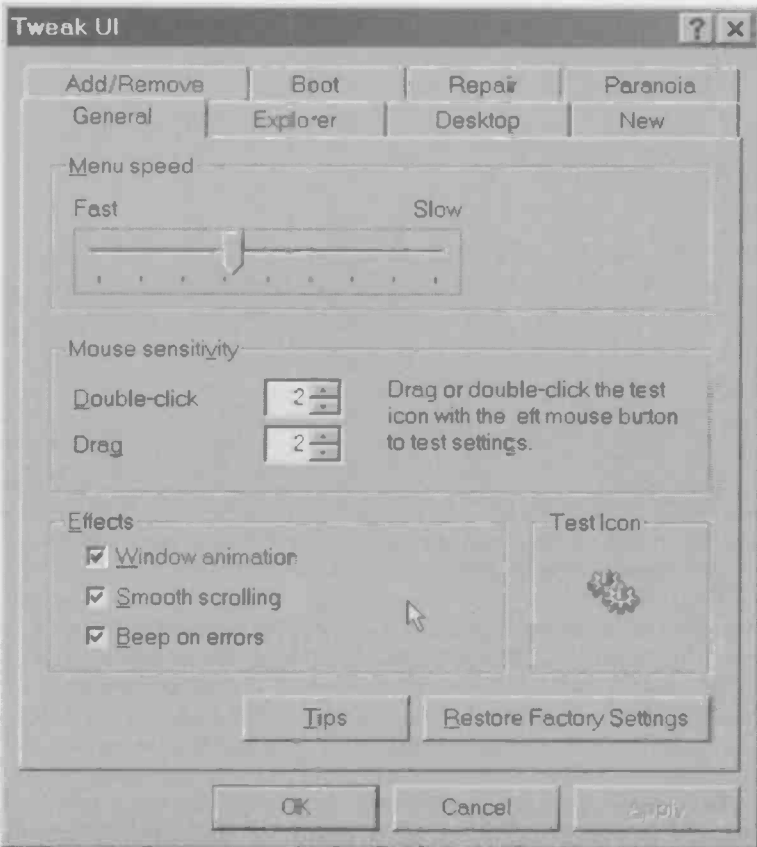 Tweak UI
? ×
Add/Remove Boot Repair Paranoia
General Explorer Desktop New
Menu speed
Fast Slow
Mouse sensitivity
Double-click 2
Drag 2
Drag or double-click the test
icon with the eft mouse button
to test settings.
Effects
Window animation
Smooth scrolling
Beep on errors
Test Icon
Tips Restore Factory Settings
OK Cancel Apply